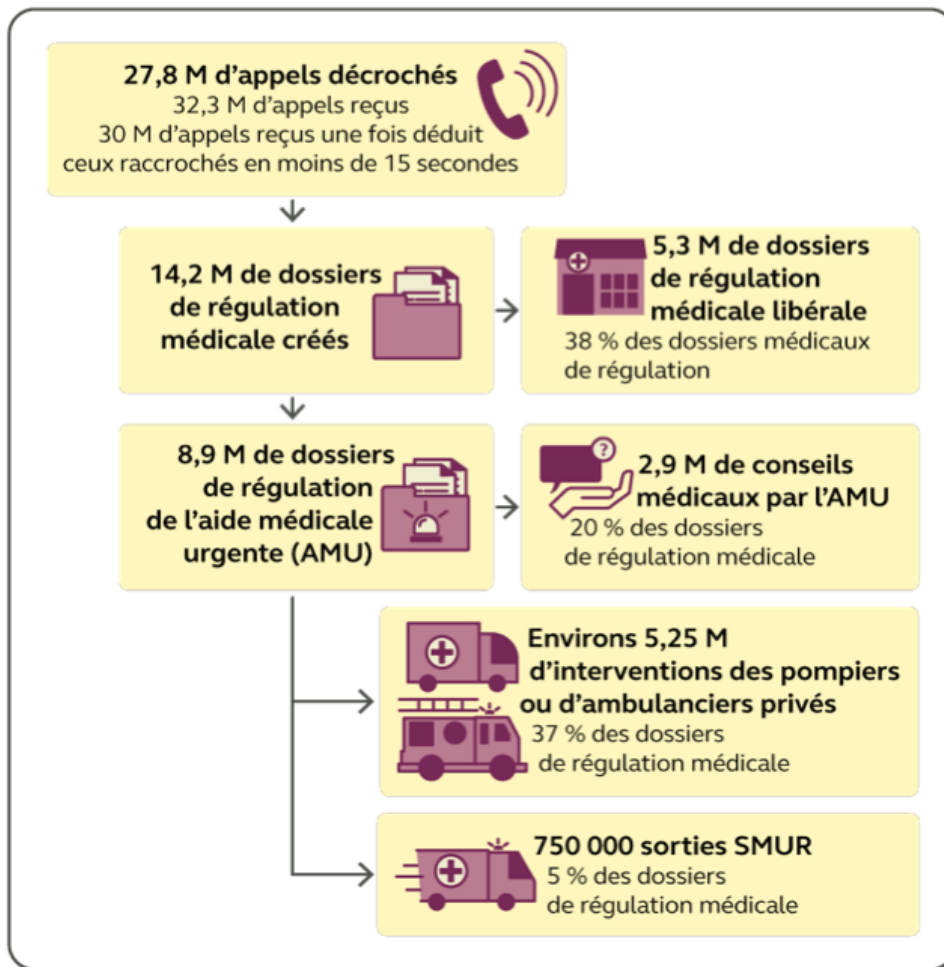 27,8 M d’appels décrochés
32,3 M d’appels reçus
30 M d’appels reçus une fois déduit
ceux raccrochés en moins de 15 secondes
14,2 M de dossiers
de régulation
médicale créés
5,3 M de dossiers
de régulation
médicale libérale
38 % des dossiers médicaux
de régulation
8,9 M de dossiers
de régulation
de l’aide médicale
urgente (AMU)
?
2,9 M de conseils
médicaux par l’AMU
20 % des dossiers
de régulation médicale
Environs 5,25 M
d’interventions des pompiers
ou d’ambulanciers privés
37 % des dossiers
de régulation médicale
750 000 sorties SMUR
5 % des dossiers
de régulation médicale